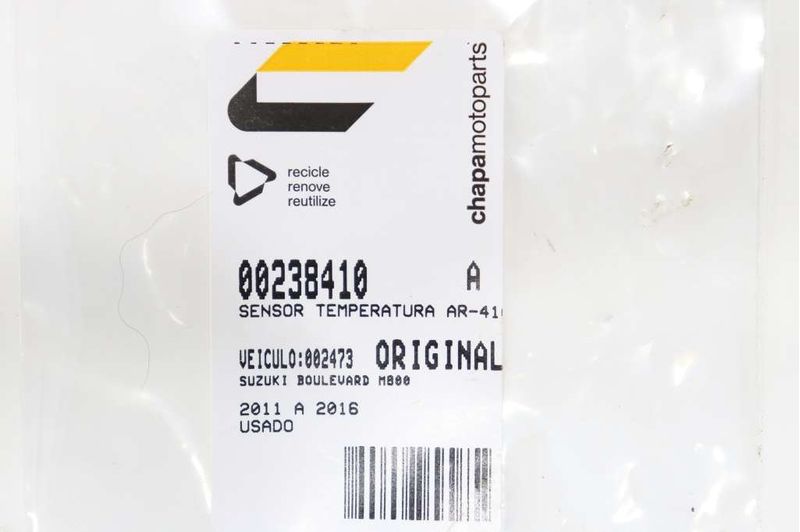 chapamotoparts
recicle
renove
reutilize
00238410 A
SENSOR TEMPERATURA AR-41
VEICULO:002473 ORIGINAL
SUZUKI BOULEVARD M800
2011 A 2016
USADO